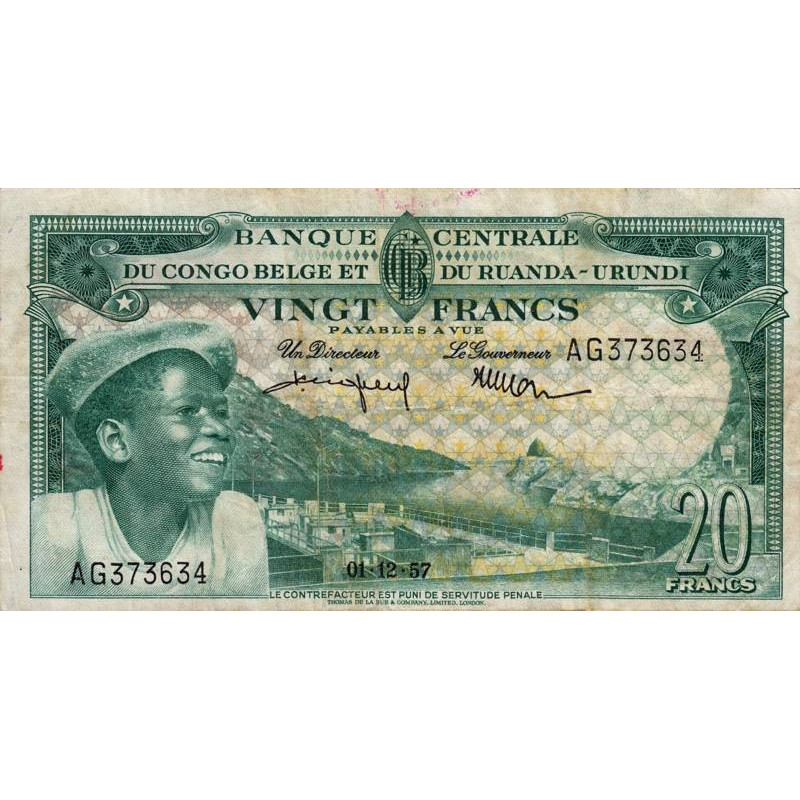 BANQUE CENTRALE
DU CONGO BELGE ET DU RUANDA-URUNDI
VINGT FRANCS
PAYABLES A VUE
Un Directeur Le Gouverneur AG373634
20
FRANCS
AG373634 01·12·57
LE CONTREFACTEUR EST PUNI DE SERVITUDE PENALE
THOMAS DE LA RUE & COMPANY, LIMITED, LONDON.